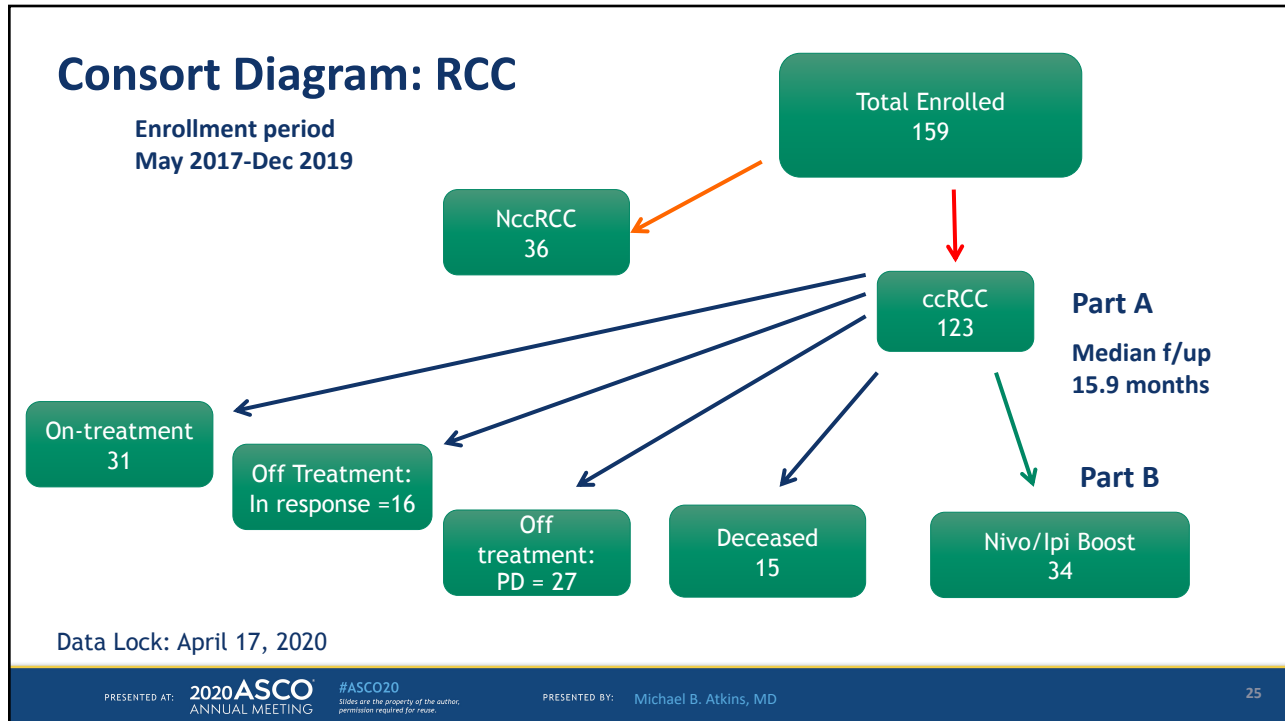 Consort Diagram: RCC
Enrollment period
May 2017-Dec 2019
Total Enrolled
159
NccRCC
36
ccRCC
123
Part A
Median f/up
15.9 months
On-treatment
31
Off Treatment:
In response =16
Off
treatment:
PD = 27
Deceased
15
Part B
Nivo/Ipi Boost
34
Data Lock: April 17, 2020
PRESENTED AT:
2020 ASCO
ANNUAL MEETING
#ASCO20
Slides are the property of the author,
permission required for reuse.
PRESENTED BY:
Michael B. Atkins, MD
25